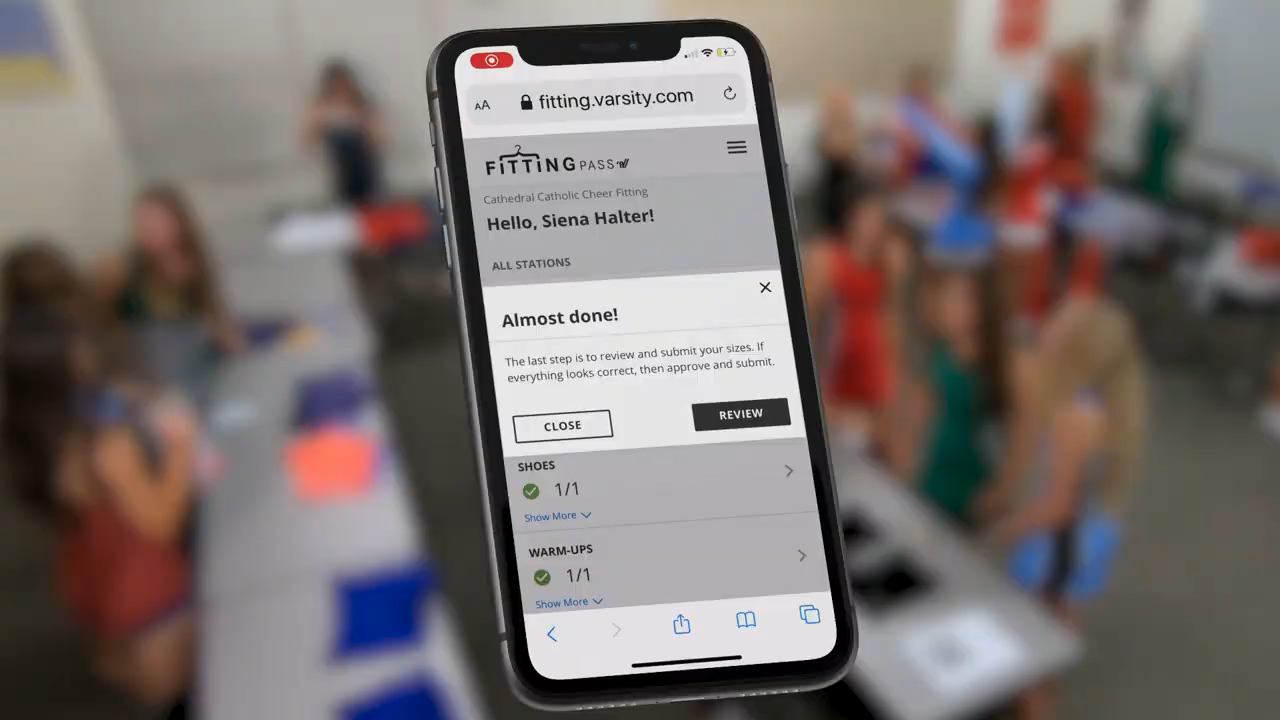 AA fitting.varsity.com
FiTTiNG PASS
Cathedral Catholic Cheer Fitting
Hello, Siena Halter!
ALL STATIONS
Almost done!
The last step is to review and submit your sizes. If
everything looks correct, then approve and submit.
CLOSE REVIEW
SHOES
1/1
Show More
WARM-UPS
1/1
Show More